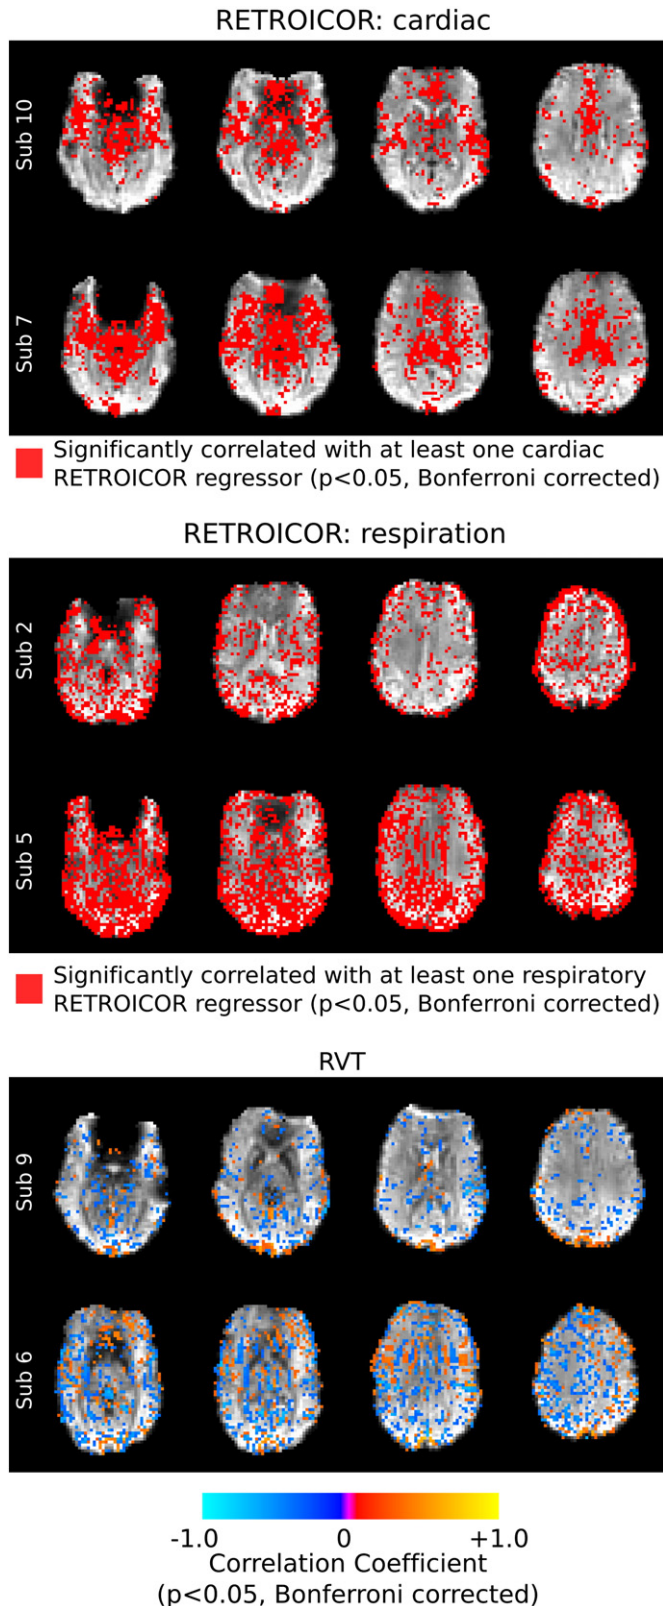 RETROICOR: cardiac
Sub 10
Sub 7
Significantly correlated with at least one cardiac
RETROICOR regressor (p<0.05, Bonferroni corrected)
RETROICOR: respiration
Sub 2
Sub 5
Significantly correlated with at least one respiratory
RETROICOR regressor (p<0.05, Bonferroni corrected)
RVT
Sub 9
Sub 6
-1.0 0 +1.0
Correlation Coefficient
(p<0.05, Bonferroni corrected)